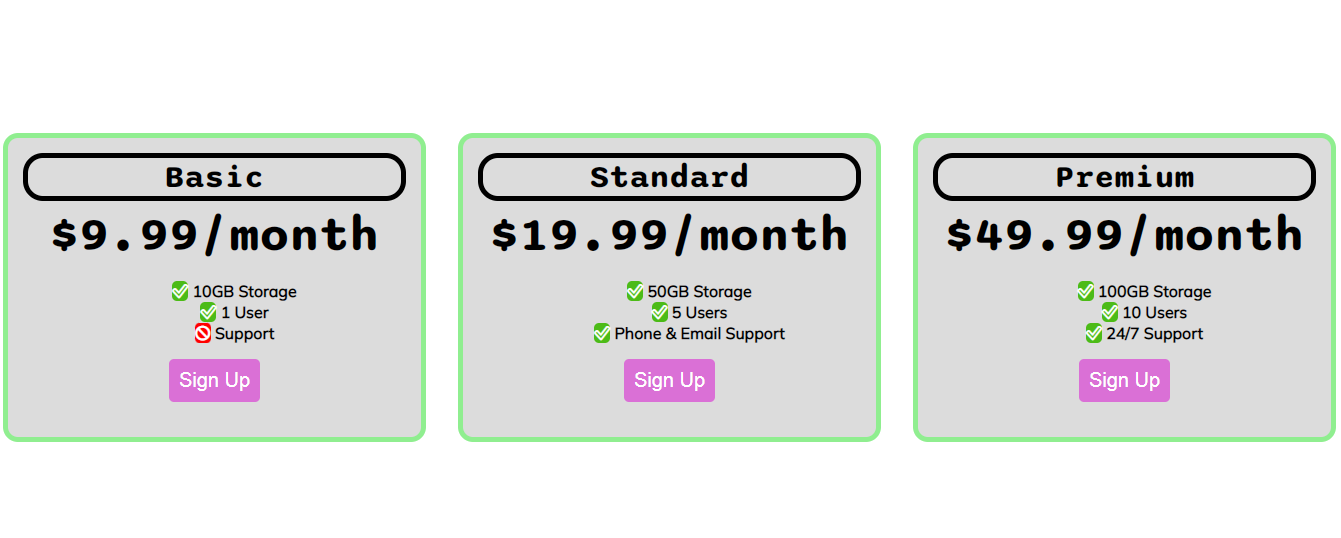 Basic
$9.99/month
✅ 10GB Storage
✅ 1 User
🚫 Support
Sign Up
Standard
$19.99/month
✅ 50GB Storage
✅ 5 Users
✅ Phone & Email Support
Sign Up
Premium
$49.99/month
✅ 100GB Storage
✅ 10 Users
✅ 24/7 Support
Sign Up